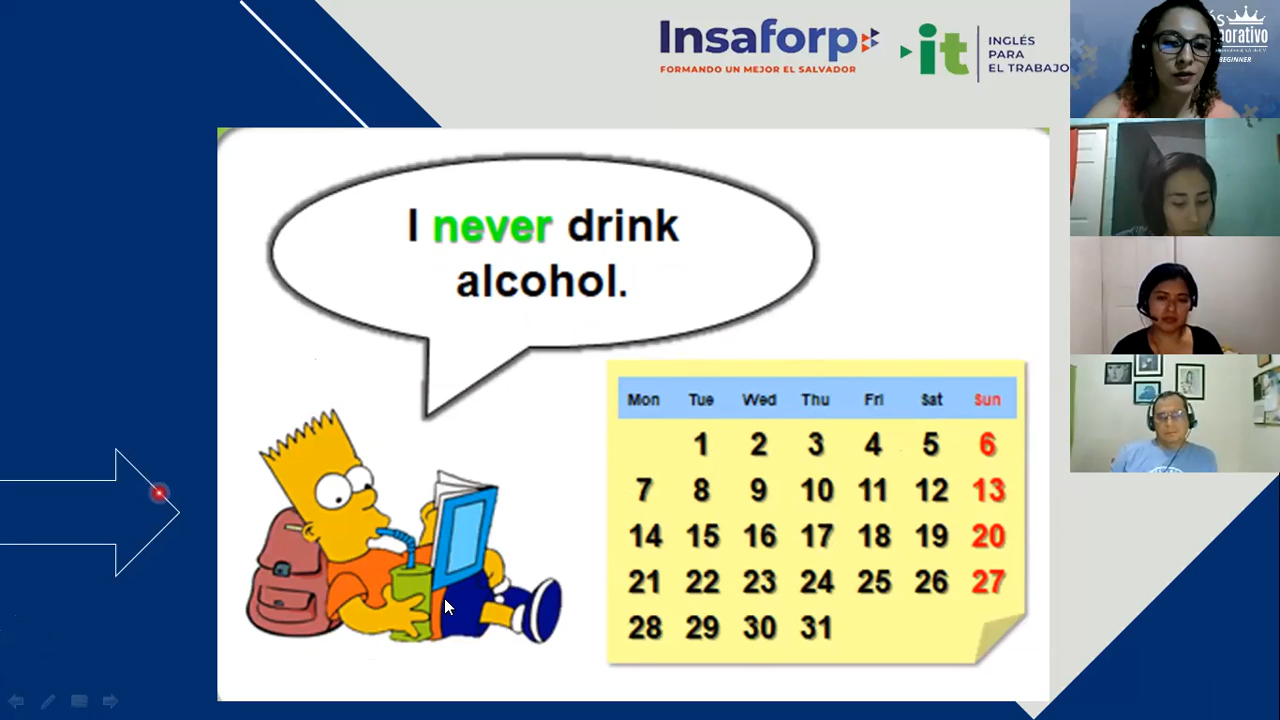 Insaforp
FORMANDO UN MEJOR EL SALVADOR
it
INGLÉS
PARA
EL TRABAJO
és
porativo
BEGINNER
I never drink
alcohol.
Mon Tue Wed Thu Fri Sat Sun
1 2 3 4 5 6
7 8 9 10 11 12 13
14 15 16 17 18 19 20
21 22 23 24 25 26 27
28 29 30 31